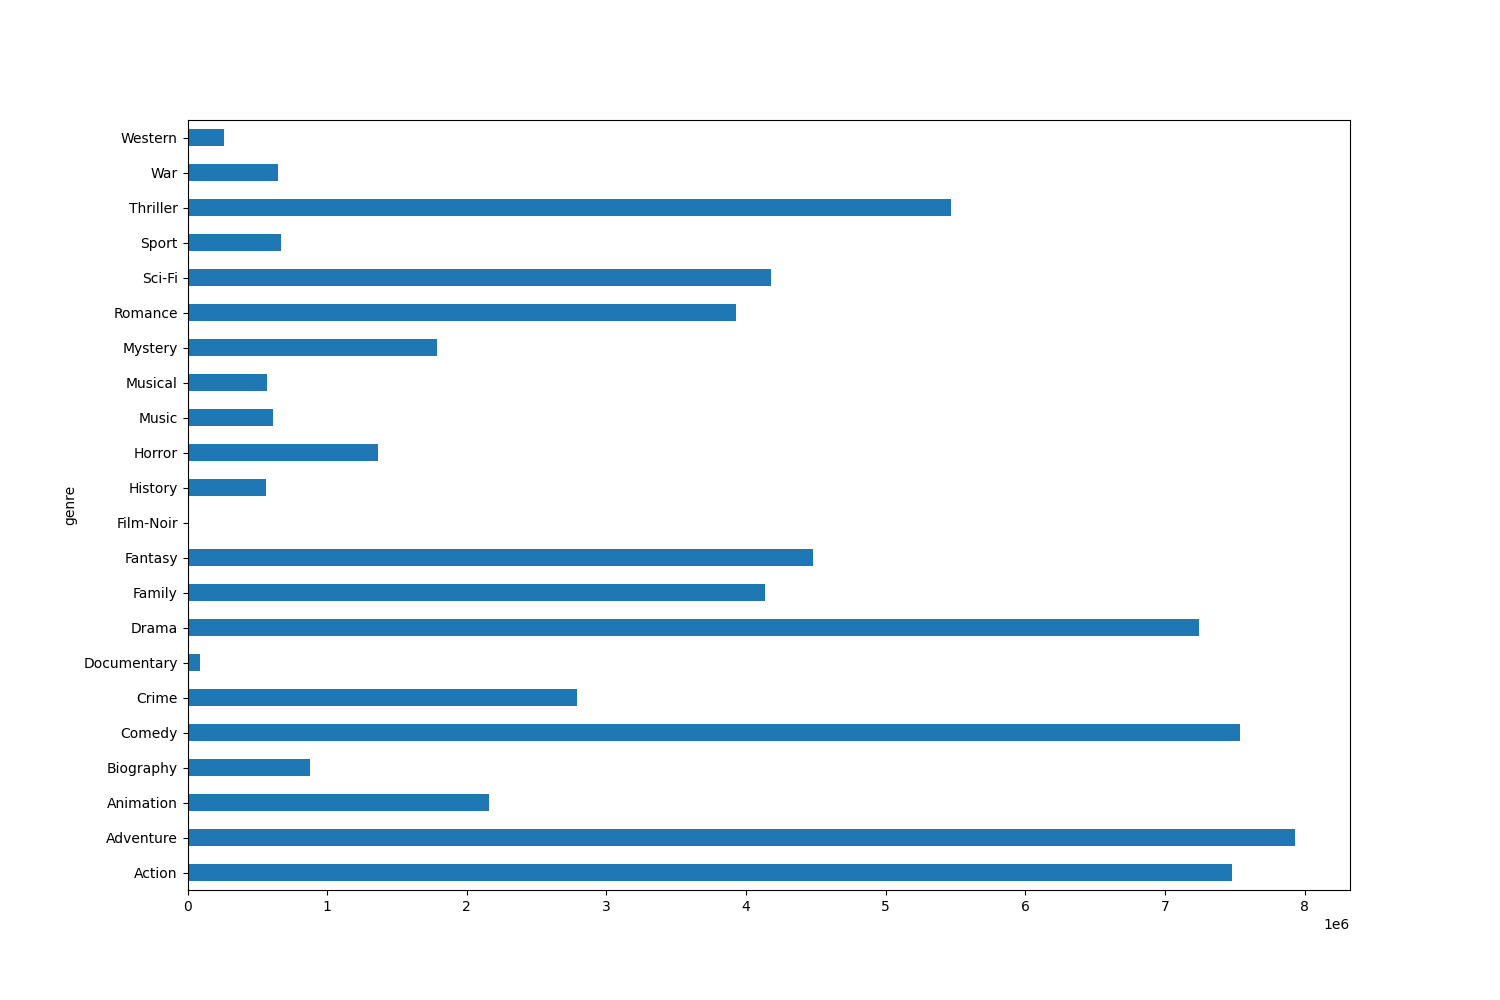 Western
War
Thriller
Sport
Sci-Fi
Romance
Mystery
Musical
Music
Horror
History
Film-Noir
Fantasy
Family
Drama
Documentary
Crime
Comedy
Biography
Animation
Adventure
Action
genre
0 1 2 3 4 5 6 7 8
1e6